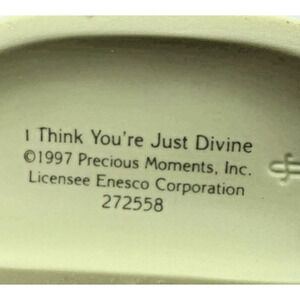 I Think You're Just Divine
©1997 Precious Moments, Inc.
Licensee Enesco Corporation
272558